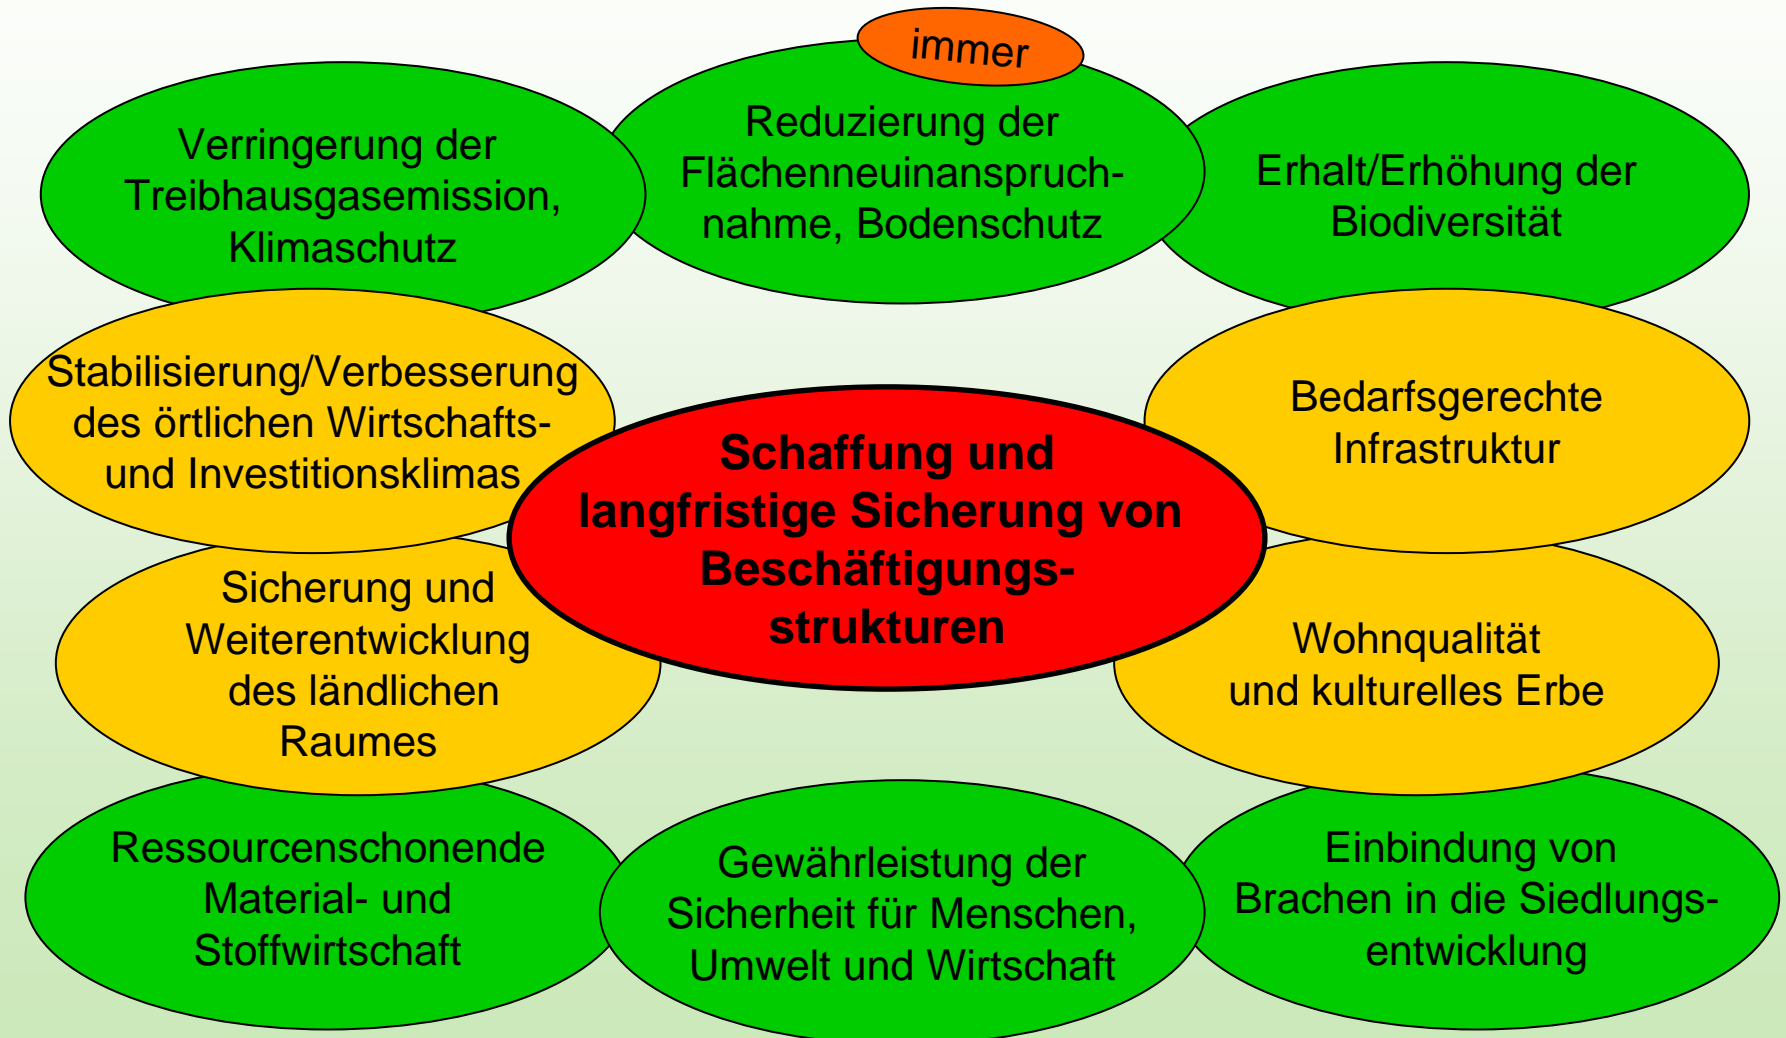 immer
Verringerung der
Treibhausgasemission,
Klimaschutz
Reduzierung der
Flächenneuinanspruch-
nahme, Bodenschutz
Erhalt/Erhöhung der
Biodiversität
Stabilisierung/Verbesserung
des örtlichen Wirtschafts-
und Investitionsklimas
Schaffung und
langfristige Sicherung von
Beschäftigungs-
strukturen
Bedarfsgerechte
Infrastruktur
Sicherung und
Weiterentwicklung
des ländlichen
Raumes
Wohnqualität
und kulturelles Erbe
Ressourcenschonende
Material- und
Stoffwirtschaft
Gewährleistung der
Sicherheit für Menschen,
Umwelt und Wirtschaft
Einbindung von
Brachen in die Siedlungs-
entwicklung